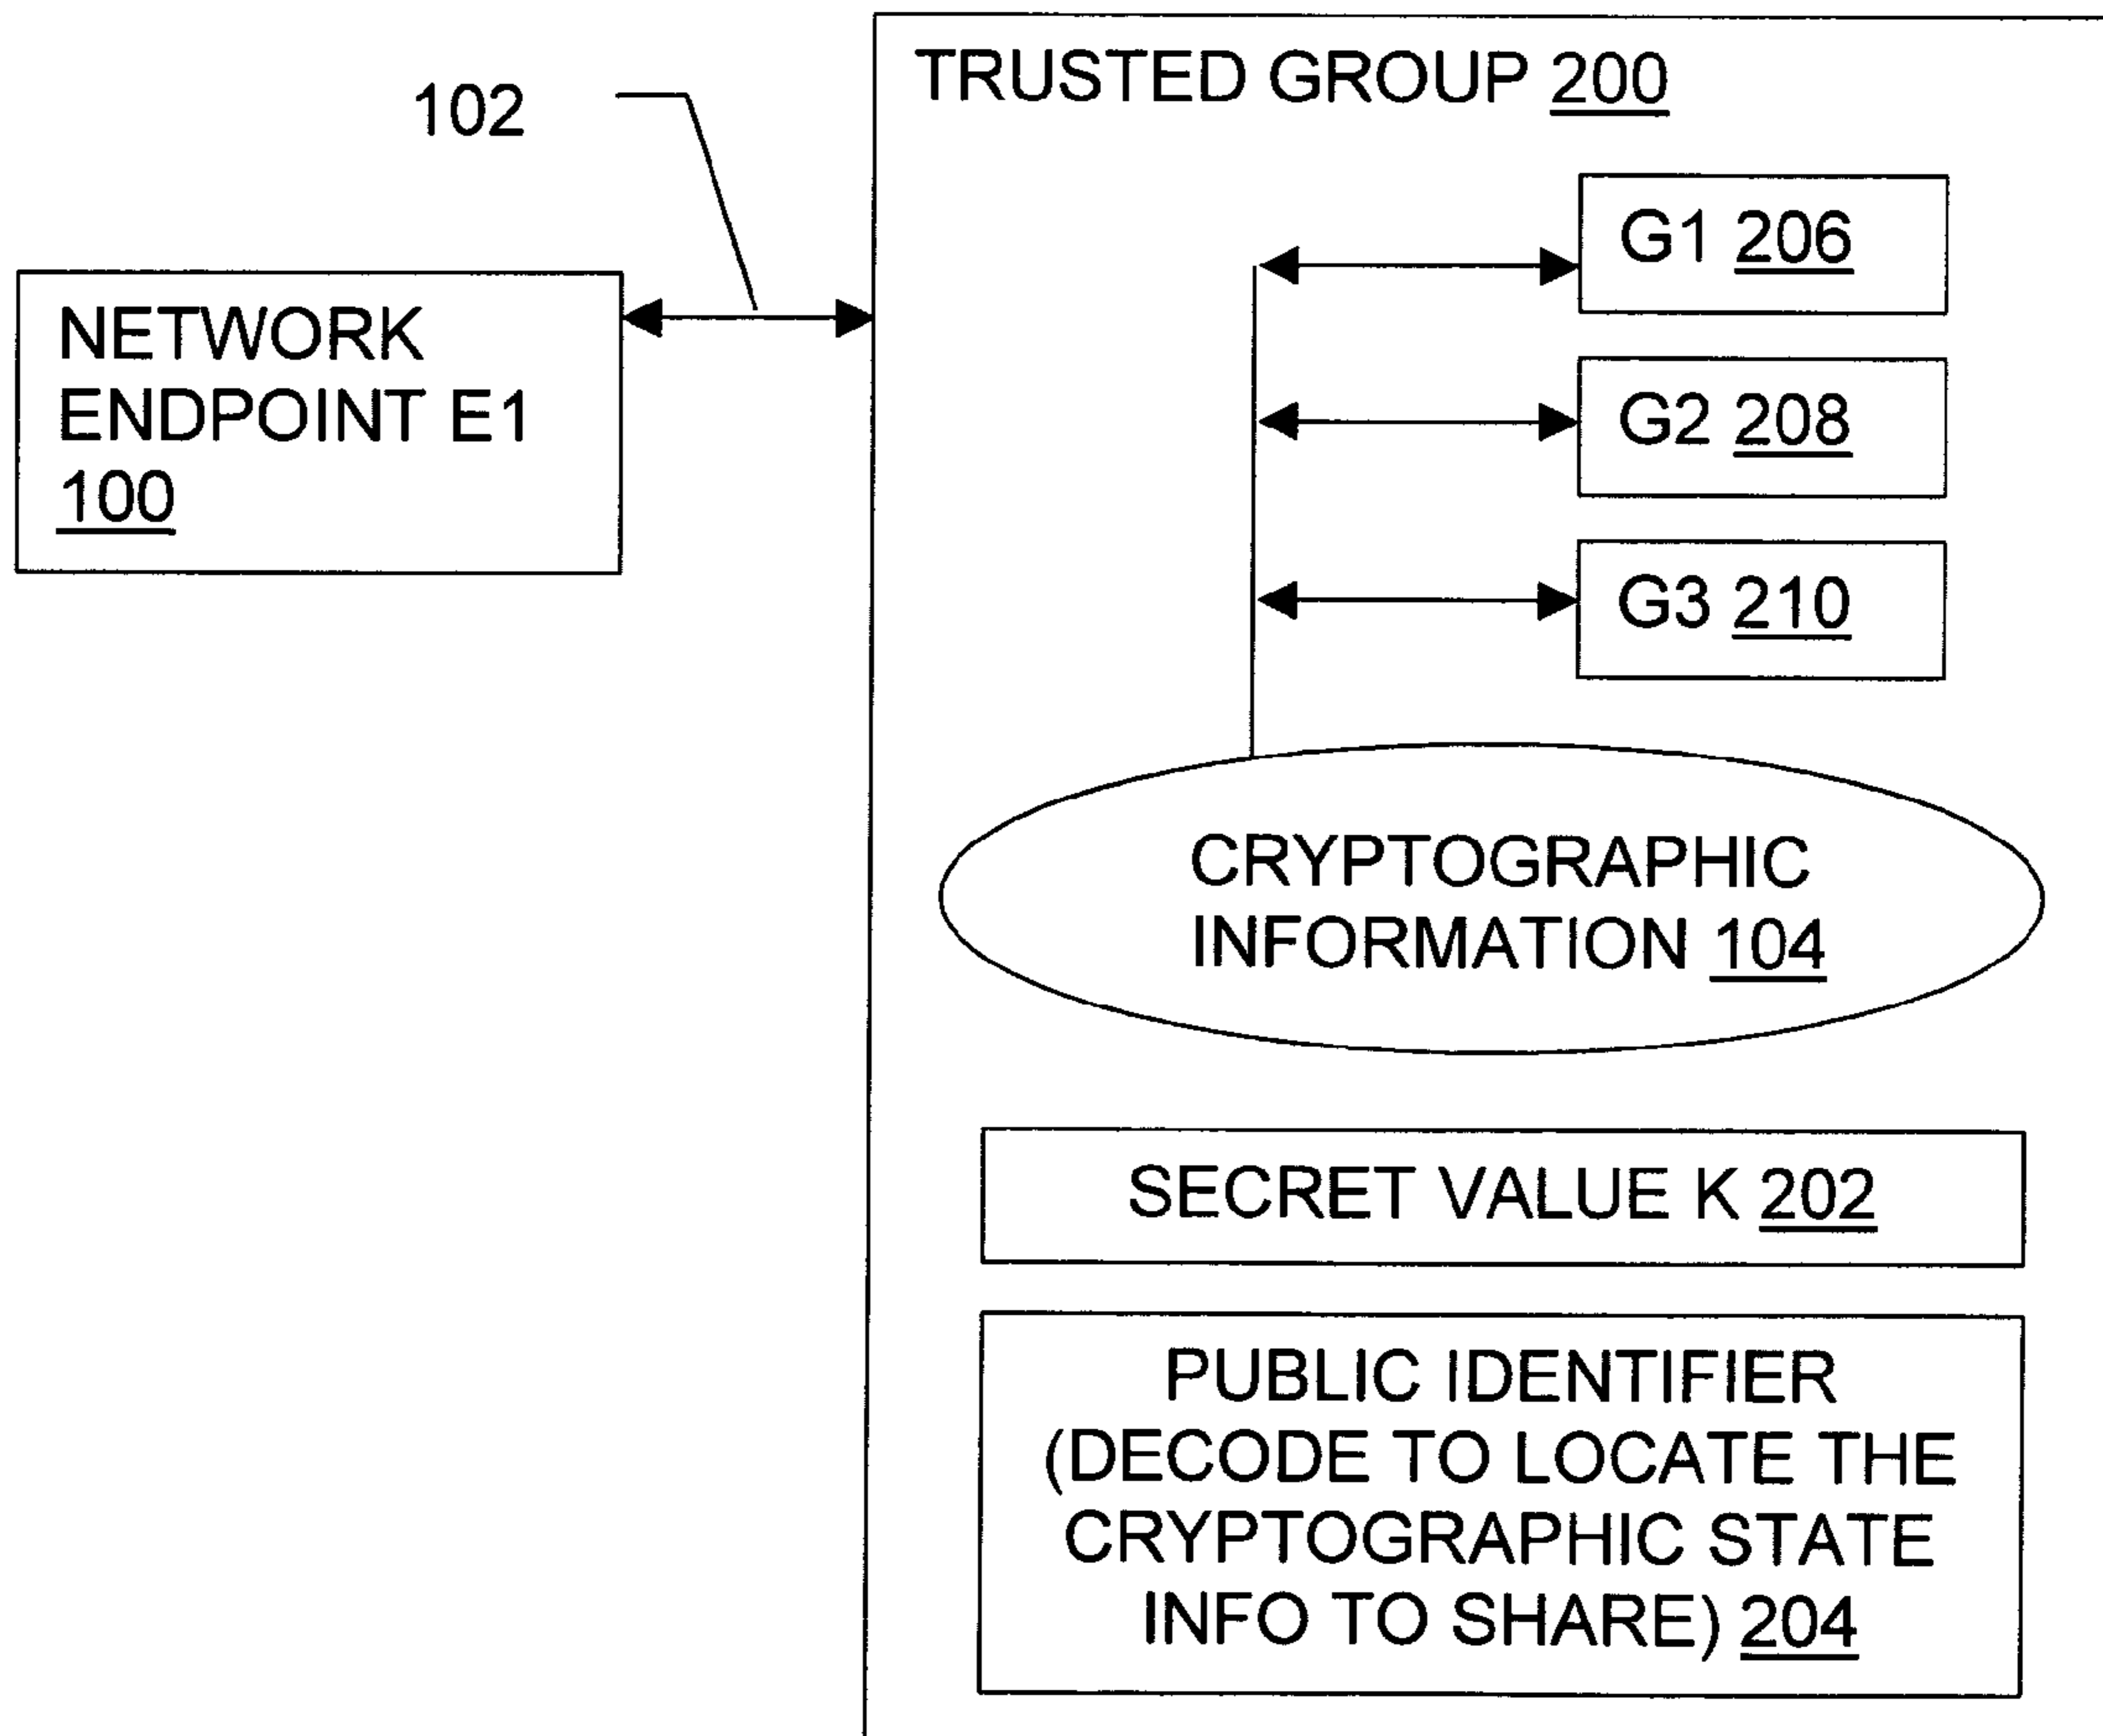 TRUSTED GROUP 200
102
G1 206
NETWORK
ENDPOINT E1
100
G2 208
G3 210
CRYPTOGRAPHIC
INFORMATION 104
SECRET VALUE K 202
PUBLIC IDENTIFIER
(DECODE TO LOCATE THE
CRYPTOGRAPHIC STATE
INFO TO SHARE) 204